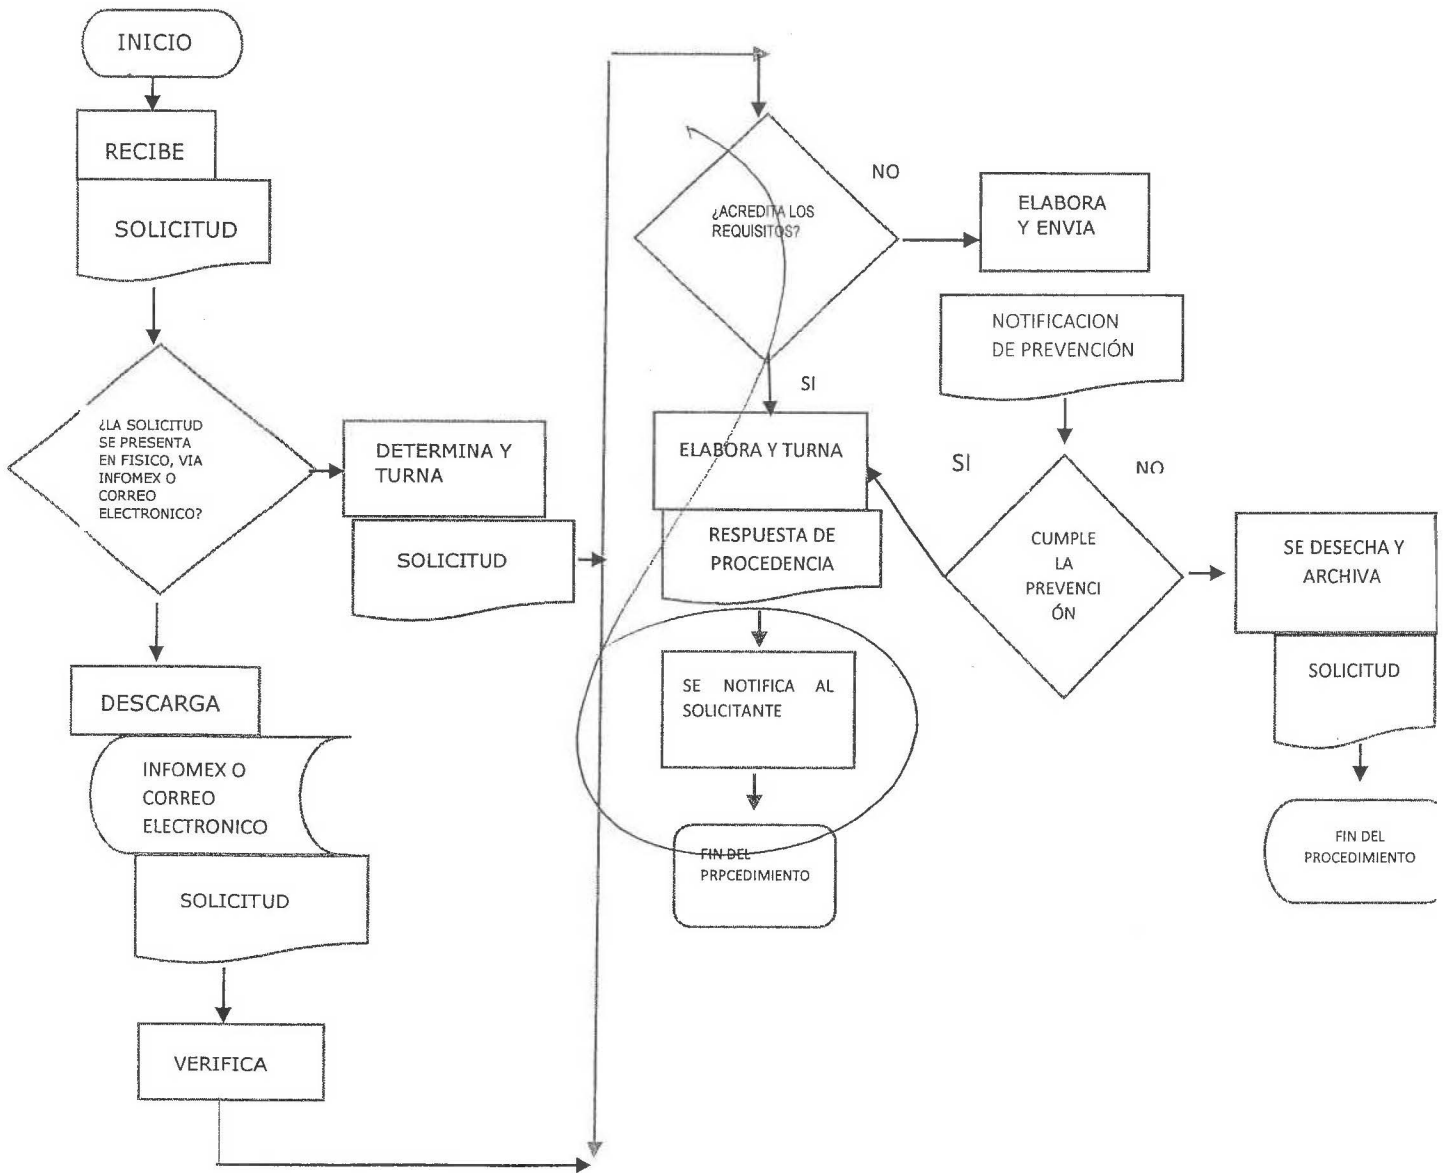 INICIO
RECIBE
SOLICITUD
¿LA SOLICITUD
SE PRESENTA
EN FISICO, VIA
INFOMEX O
CORREO
ELECTRONICO?
DETERMINA Y
TURNA
SOLICITUD
DESCARGA
INFOMEX O
CORREO
ELECTRONICO
SOLICITUD
VERIFICA
¿ACREDITA LOS
REQUISITOS?
NO
ELABORA
Y ENVIA
NOTIFICACION
DE PREVENCIÓN
SI
ELABORA Y TURNA
RESPUESTA DE
PROCEDENCIA
SE NOTIFICA AL
SOLICITANTE
FIN DEL
PRPCEDIMIENTO
SI
NO
CUMPLE
LA
PREVENCI
ÓN
SE DESECHA Y
ARCHIVA
SOLICITUD
FIN DEL
PROCEDIMIENTO